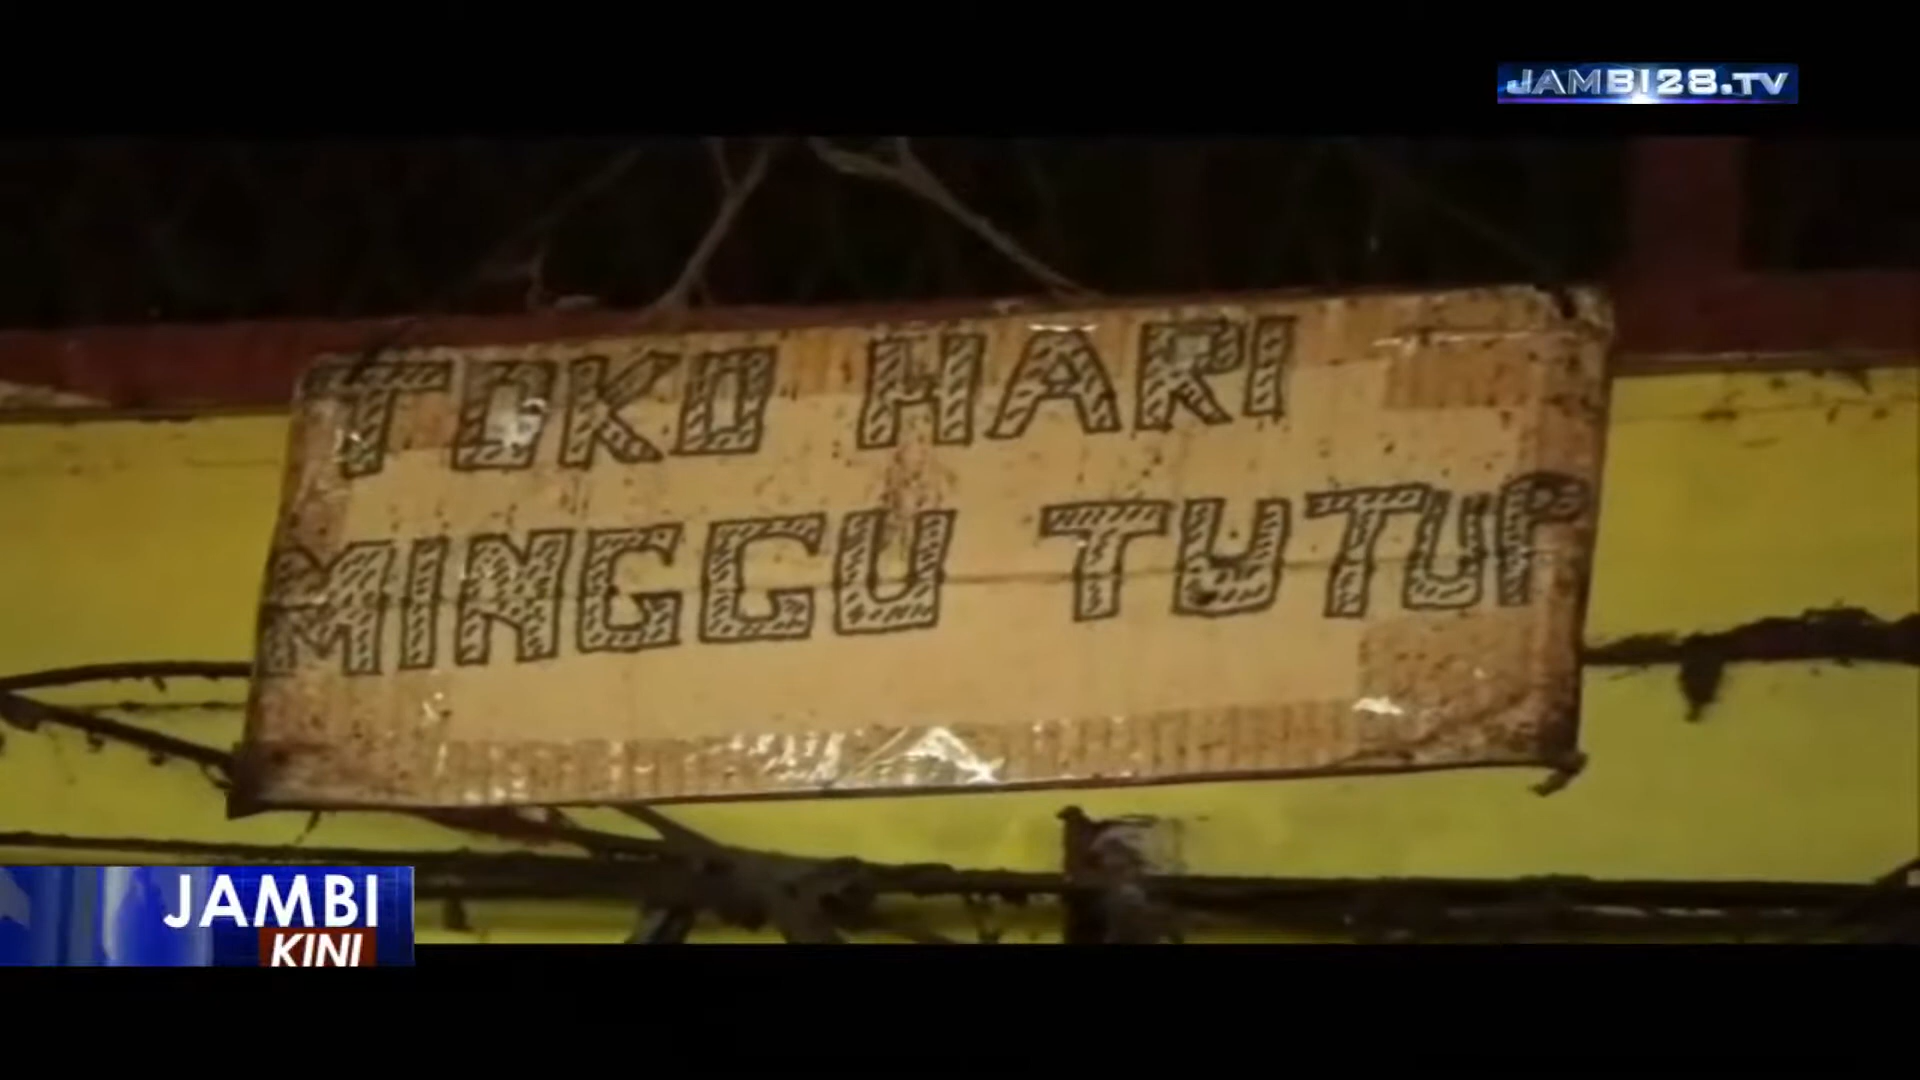 JAMBI28.TV
TOKO HARI
MINGGU TUTUP
JAMBI
KINI